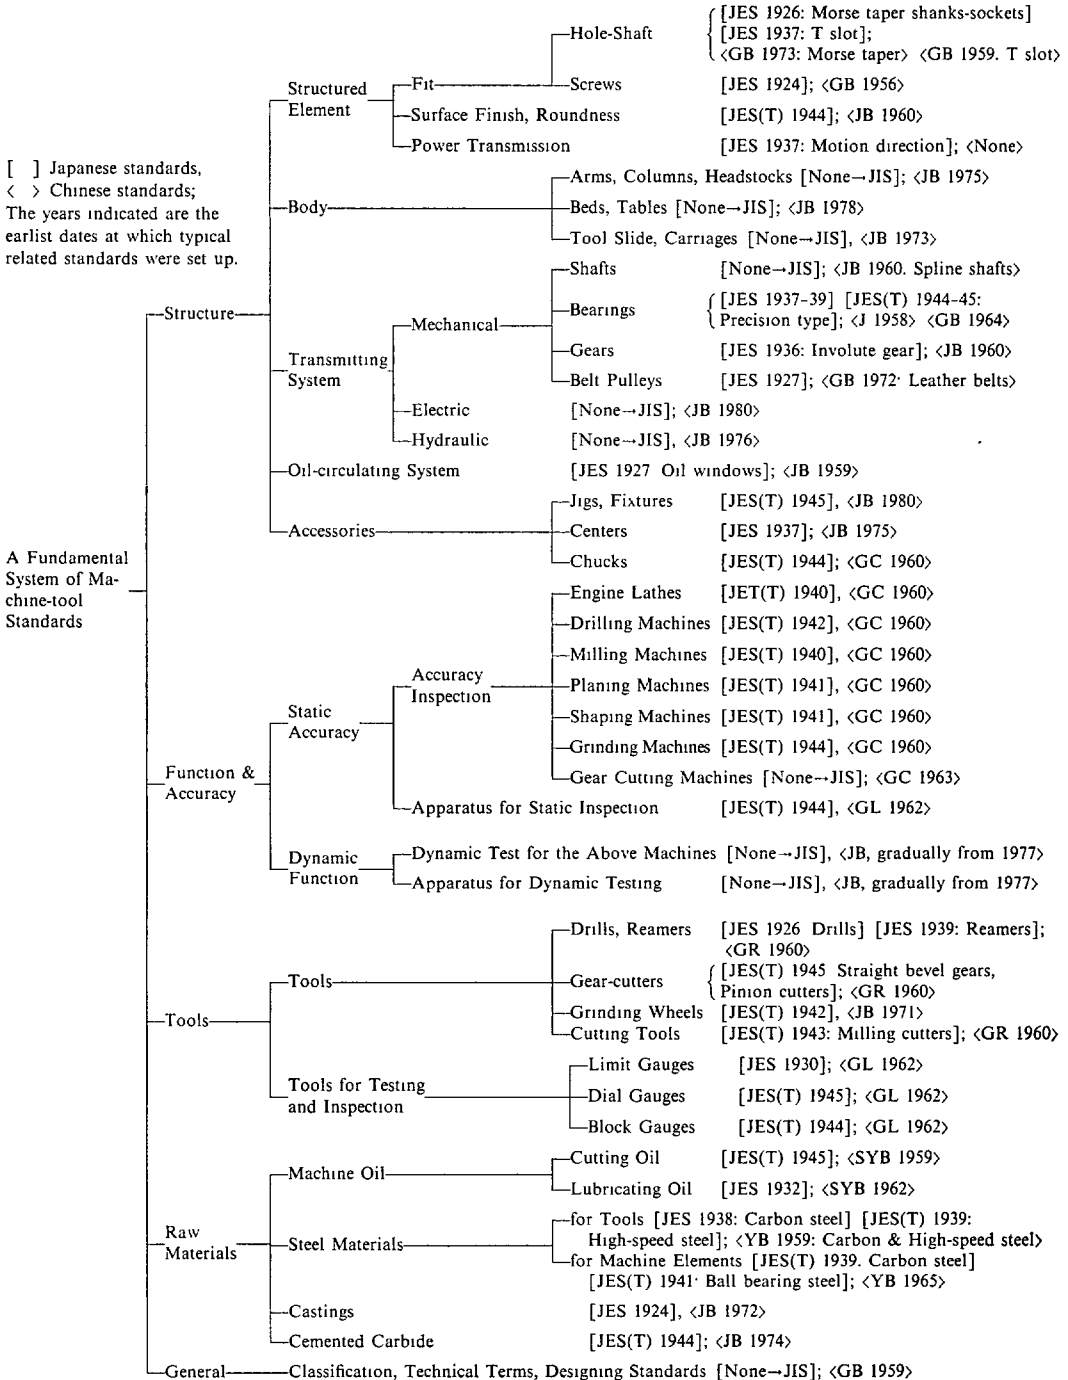 [JES 1926: Morse taper shanks-sockets]
Hole-Shaft [JES 1937: T slot];
<GB 1973: Morse taper> <GB 1959. T slot>
Structured Element
Fit
Screws [JES 1924]; <GB 1956>
Surface Finish, Roundness [JES(T) 1944]; <JB 1960>
Power Transmission [JES 1937: Motion direction]; <None>
[ ] Japanese standards,
< > Chinese standards;
The years indicated are the
earlist dates at which typical
related standards were set up.
Body
Arms, Columns, Headstocks [None→JIS]; <JB 1975>
Beds, Tables [None→JIS]; <JB 1978>
Tool Slide, Carriages [None→JIS], <JB 1973>
Structure
Transmitting
System
Mechanical
Shafts [None→JIS]; <JB 1960. Spline shafts>
Bearings [JES 1937-39] [JES(T) 1944-45:
Precision type]; <J 1958> <GB 1964>
Gears [JES 1936: Involute gear]; <JB 1960>
Belt Pulleys [JES 1927]; <GB 1972· Leather belts>
Electric [None→JIS]; <JB 1980>
Hydraulic [None→JIS], <JB 1976>
Oil-circulating System [JES 1927 Oil windows]; <JB 1959>
Accessories
Jigs, Fixtures [JES(T) 1945], <JB 1980>
Centers [JES 1937]; <JB 1975>
Chucks [JES(T) 1944]; <GC 1960>
A Fundamental
System of Ma-
chine-tool
Standards
Function &
Accuracy
Static
Accuracy
Accuracy
Inspection
Engine Lathes [JET(T) 1940], <GC 1960>
Drilling Machines [JES(T) 1942], <GC 1960>
Milling Machines [JES(T) 1940], <GC 1960>
Planing Machines [JES(T) 1941], <GC 1960>
Shaping Machines [JES(T) 1941], <GC 1960>
Grinding Machines [JES(T) 1944], <GC 1960>
Gear Cutting Machines [None→JIS]; <GC 1963>
Apparatus for Static Inspection [JES(T) 1944], <GL 1962>
Dynamic
Function
Dynamic Test for the Above Machines [None→JIS], <JB, gradually from 1977>
Apparatus for Dynamic Testing [None→JIS], <JB, gradually from 1977>
Tools
Tools
Drills, Reamers [JES 1926 Drills] [JES 1939: Reamers];
<GR 1960>
Gear-cutters [JES(T) 1945 Straight bevel gears,
Pinion cutters]; <GR 1960>
Grinding Wheels [JES(T) 1942], <JB 1971>
Cutting Tools [JES(T) 1943: Milling cutters]; <GR 1960>
Tools for Testing
and Inspection
Limit Gauges [JES 1930]; <GL 1962>
Dial Gauges [JES(T) 1945]; <GL 1962>
Block Gauges [JES(T) 1944]; <GL 1962>
Raw
Materials
Machine Oil
Cutting Oil [JES(T) 1945]; <SYB 1959>
Lubricating Oil [JES 1932]; <SYB 1962>
Steel Materials
for Tools [JES 1938: Carbon steel] [JES(T) 1939:
High-speed steel]; <YB 1959: Carbon & High-speed steel>
for Machine Elements [JES(T) 1939. Carbon steel]
[JES(T) 1941· Ball bearing steel]; <YB 1965>
Castings [JES 1924], <JB 1972>
Cemented Carbide [JES(T) 1944]; <JB 1974>
General Classification, Technical Terms, Designing Standards [None→JIS]; <GB 1959>